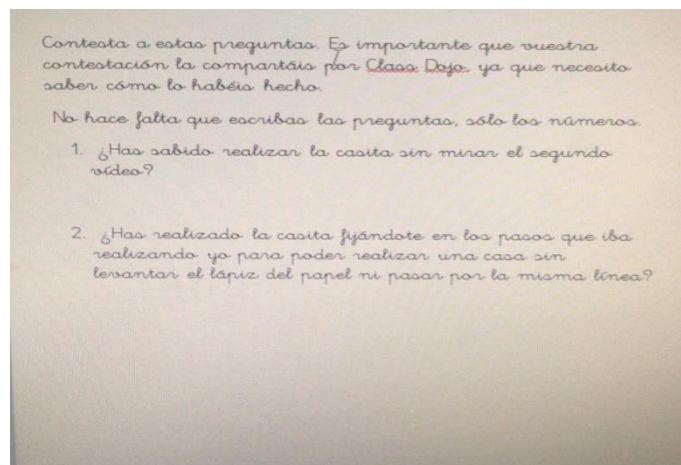 Contesta a estas preguntas. Es importante que vuestra
contestación la compartáis por Class Dojo, ya que necesito
saber cómo lo habéis hecho.
No hace falta que escribas las preguntas, sólo los números.
1. ¿Has sabido realizar la casita sin mirar el segundo
vídeo?
2. ¿Has realizado la casita fijándote en los pasos que iba
realizando yo para poder realizar una casa sin
levantar el lápiz del papel ni pasar por la misma línea?